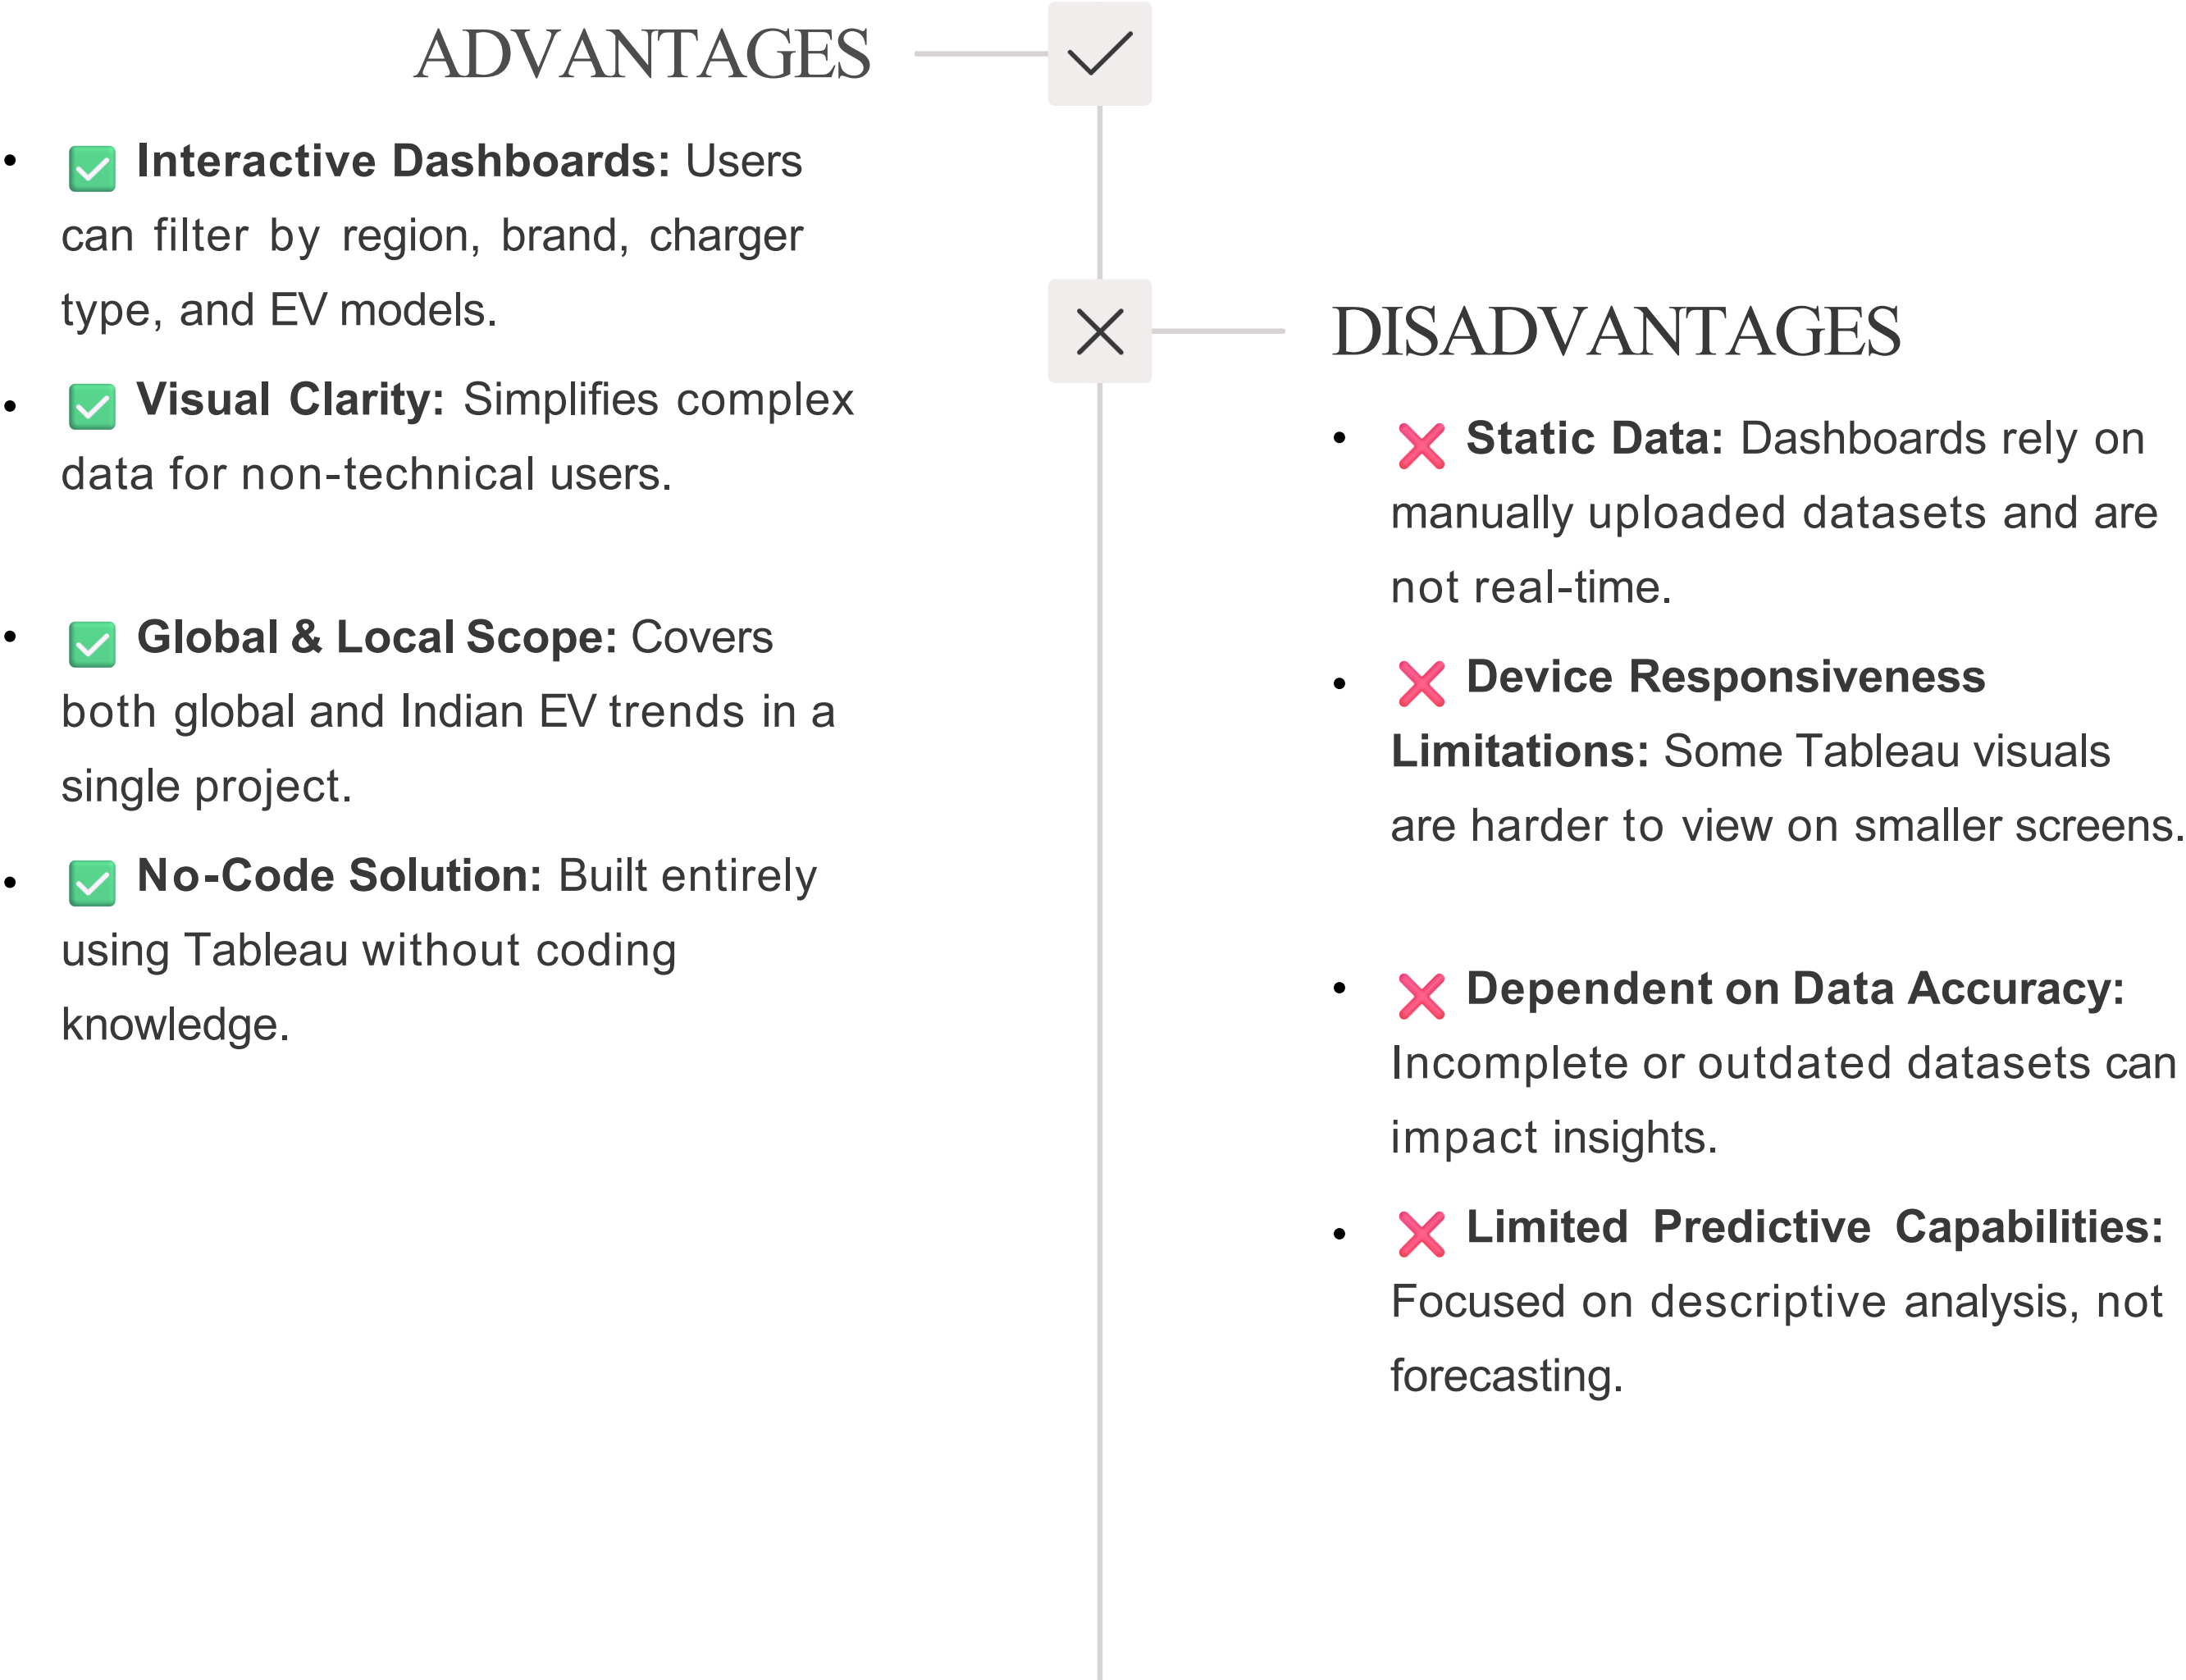 ADVANTAGES
• ✅ Interactive Dashboards: Users
can filter by region, brand, charger
type, and EV models.
• ✅ Visual Clarity: Simplifies complex
data for non-technical users.
• ✅ Global & Local Scope: Covers
both global and Indian EV trends in a
single project.
• ✅ No-Code Solution: Built entirely
using Tableau without coding
knowledge.
DISADVANTAGES
• ❌ Static Data: Dashboards rely on
manually uploaded datasets and are
not real-time.
• ❌ Device Responsiveness
Limitations: Some Tableau visuals
are harder to view on smaller screens.
• ❌ Dependent on Data Accuracy:
Incomplete or outdated datasets can
impact insights.
• ❌ Limited Predictive Capabilities:
Focused on descriptive analysis, not
forecasting.